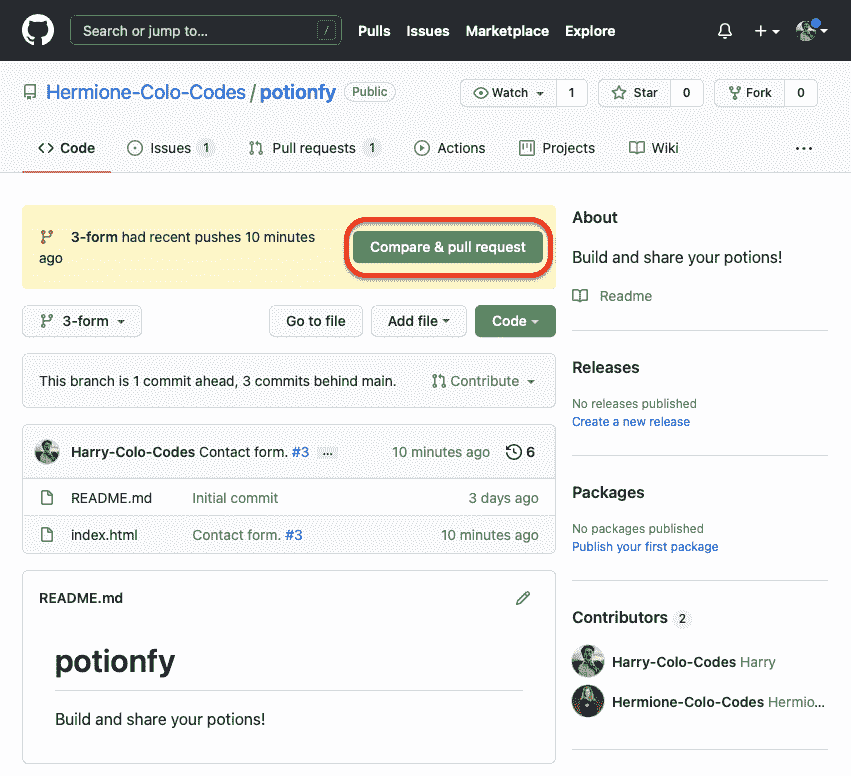 Search or jump to... /
Pulls Issues Marketplace Explore
Hermione-Colo-Codes / potionfy Public
Watch 1 Star 0 Fork 0
Code Issues 1 Pull requests 1 Actions Projects Wiki ...
3-form had recent pushes 10 minutes
ago
Compare & pull request
3-form Go to file Add file Code
This branch is 1 commit ahead, 3 commits behind main. Contribute
Harry-Colo-Codes Contact form. #3 ... 10 minutes ago 6
README.md Initial commit 3 days ago
index.html Contact form. #3 10 minutes ago
README.md
potionfy
Build and share your potions!
About
Build and share your potions!
Readme
Releases
No releases published
Create a new release
Packages
No packages published
Publish your first package
Contributors 2
Harry-Colo-Codes Harry
Hermione-Colo-Codes Hermio...